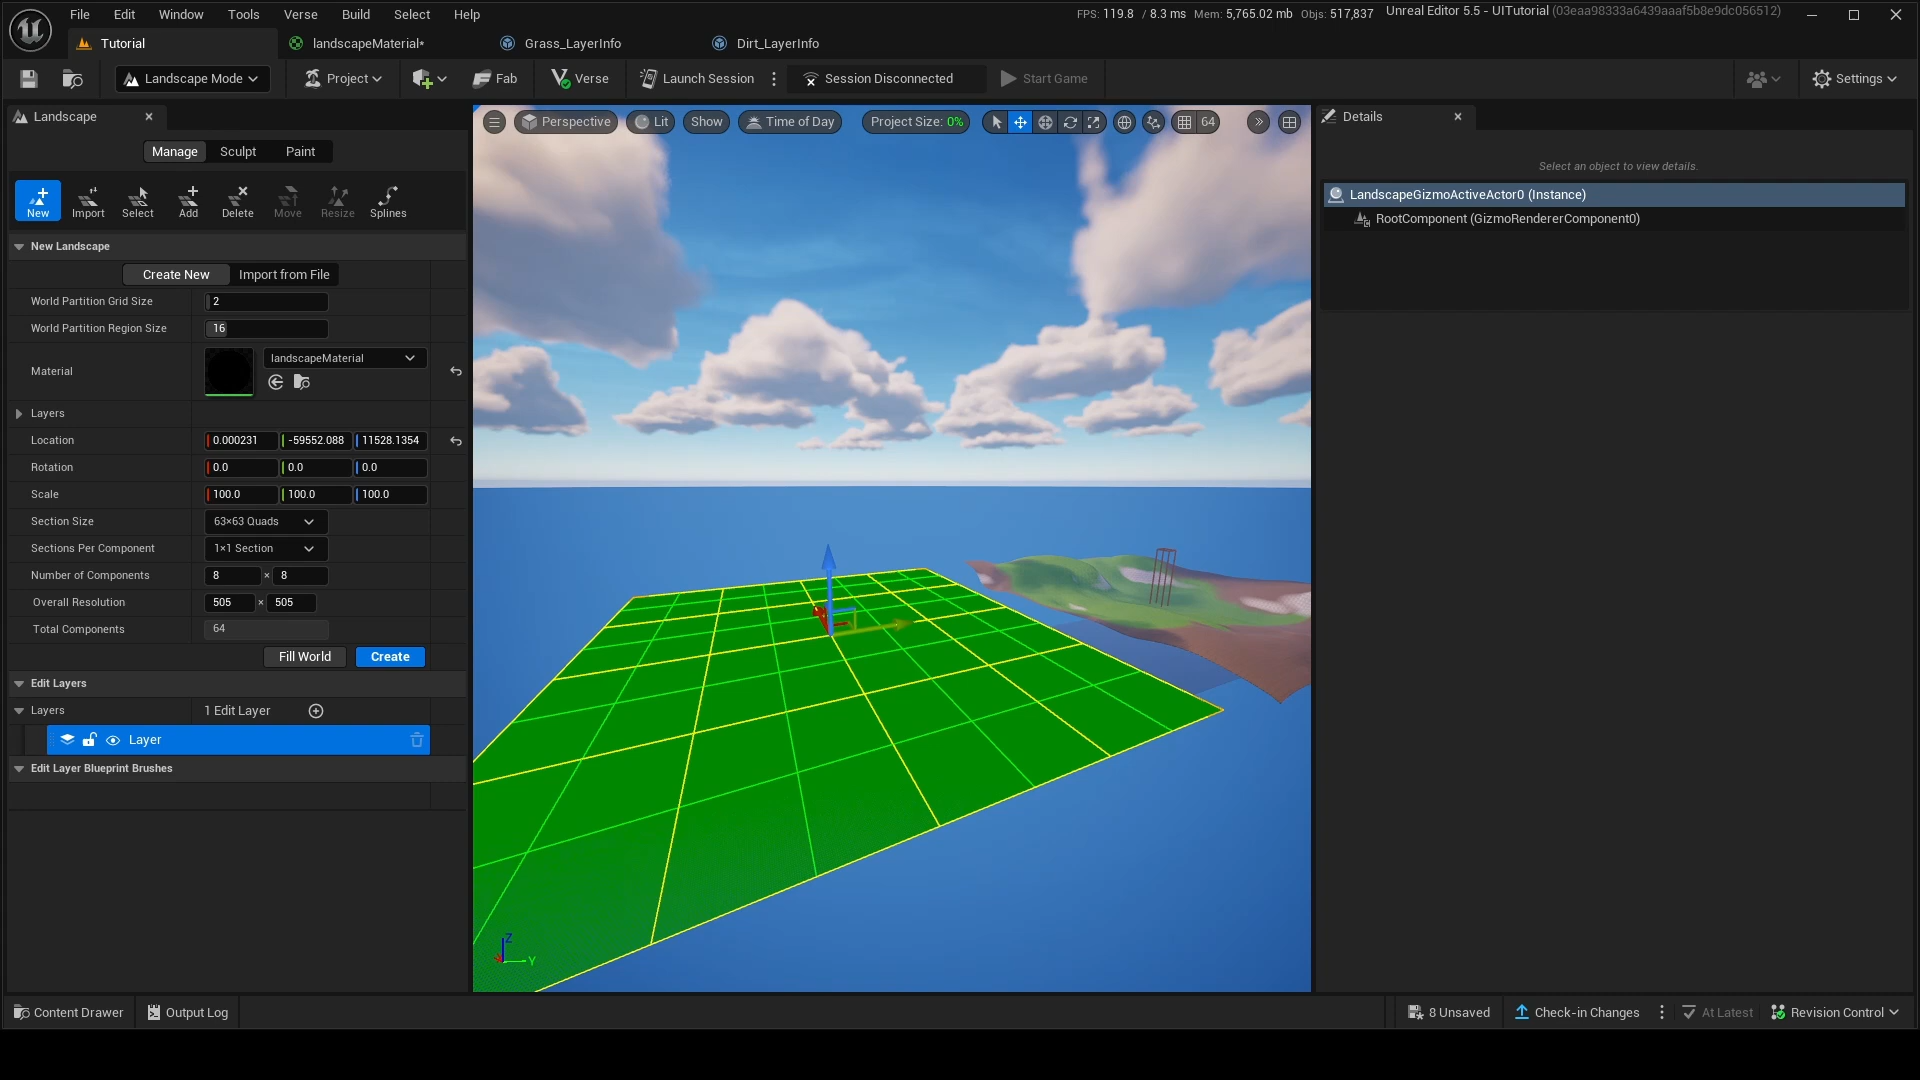 File Edit Window Tools Verse Build Select Help
FPS: 119.8 / 8.3 ms Mem: 5,765.02 mb Objs: 517,837
Unreal Editor 5.5 - UITutorial (03eaa98333a6439aaaf5b8e9dc056512)
Tutorial
landscapeMaterial*
Grass_LayerInfo
Dirt_LayerInfo
Landscape Mode
Project
Fab
Verse
Launch Session
Session Disconnected
Start Game
Settings
Landscape
Manage Sculpt Paint
New Import Select Add Delete Move Resize Splines
New Landscape
Create New Import from File
World Partition Grid Size 2
World Partition Region Size 16
Material landscapeMaterial
Layers
Location 0.000231 -59552.088 11528.1354
Rotation 0.0 0.0 0.0
Scale 100.0 100.0 100.0
Section Size 63×63 Quads
Sections Per Component 1×1 Section
Number of Components 8 × 8
Overall Resolution 505 × 505
Total Components 64
Fill World Create
Edit Layers
Layers 1 Edit Layer
Layer
Edit Layer Blueprint Brushes
Perspective Lit Show Time of Day Project Size: 0% 64
Z
Y
Details
Select an object to view details.
LandscapeGizmoActiveActor0 (Instance)
RootComponent (GizmoRendererComponent0)
Content Drawer Output Log
8 Unsaved Check-in Changes At Latest Revision Control